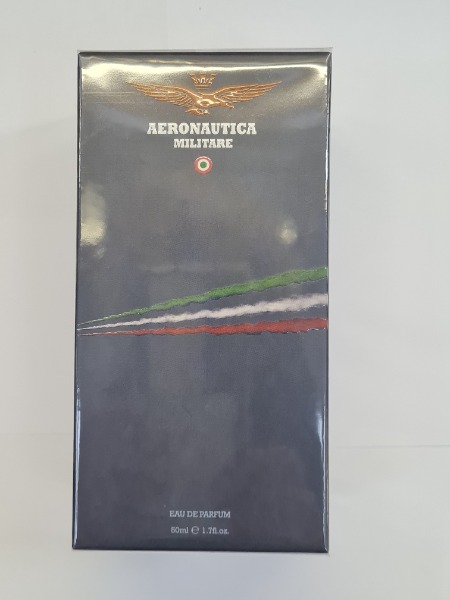 AERONAUTICA
MILITARE
EAU DE PARFUM
50ml ℮ 1.7fl.oz.